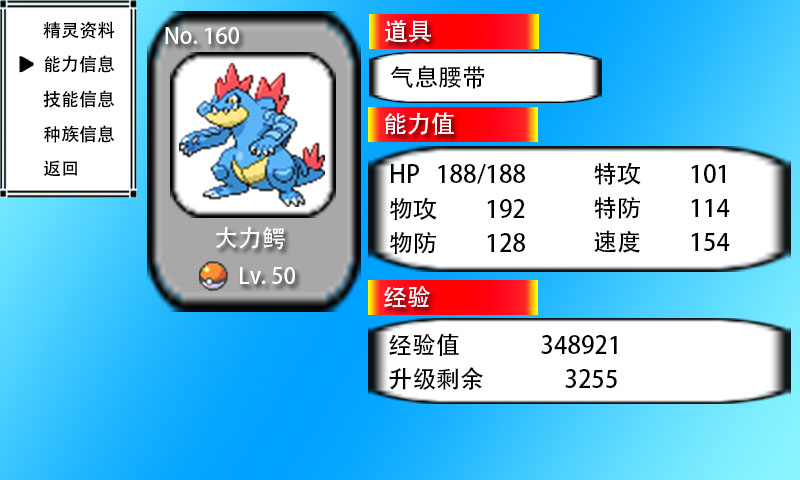 精灵资料
能力信息
技能信息
种族信息
返回
No. 160
大力鳄
Lv. 50
道具
气息腰带
能力值
HP 188/188 特攻 101
物攻 192 特防 114
物防 128 速度 154
经验
经验值 348921
升级剩余 3255